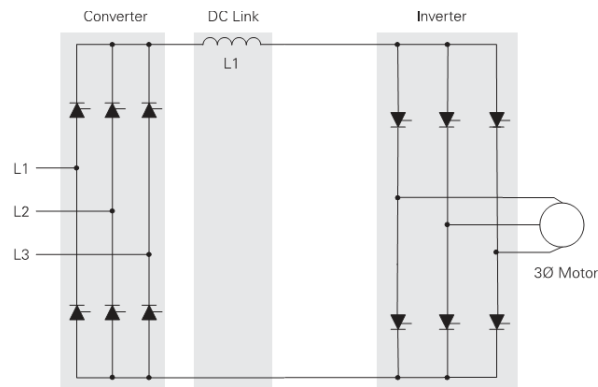 Converter
DC Link
Inverter
L1
L1
L2
L3
3Ø Motor